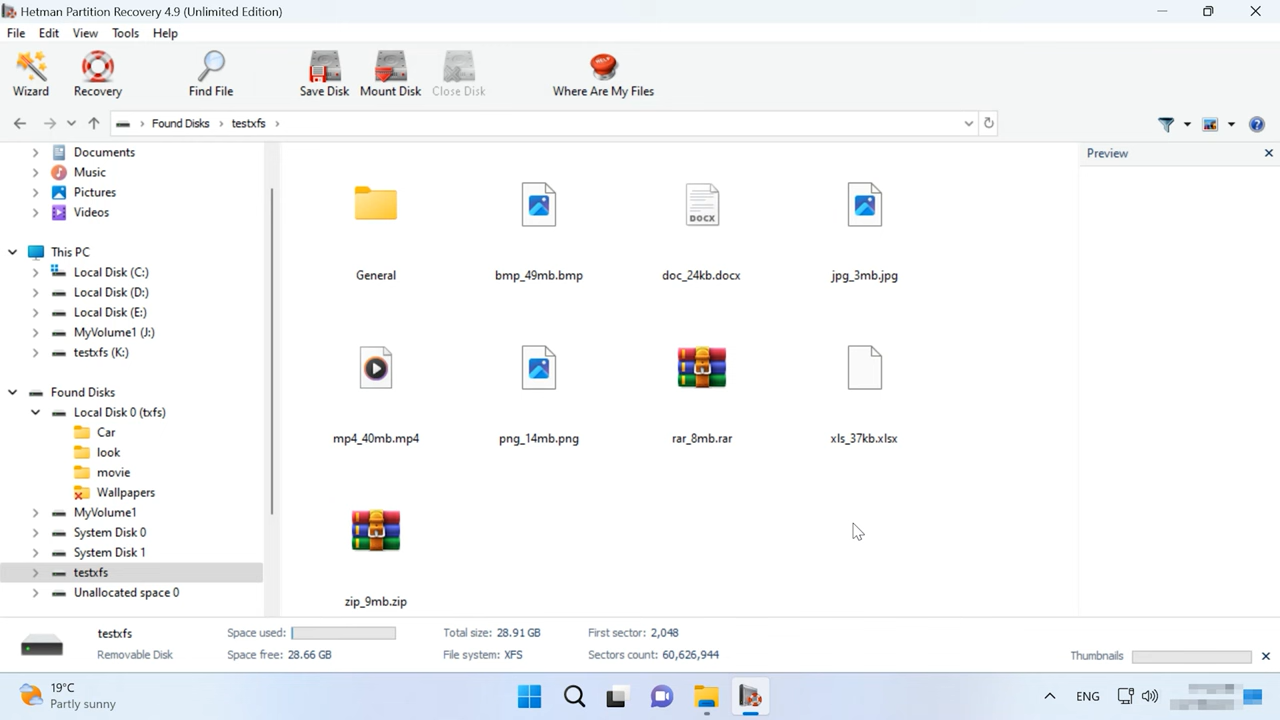 Hetman Partition Recovery 4.9 (Unlimited Edition)
File Edit View Tools Help
Wizard Recovery Find File Save Disk Mount Disk Close Disk HELP Where Are My Files
Found Disks testxfs
Documents
Music
Pictures
Videos
This PC
Local Disk (C:)
Local Disk (D:)
Local Disk (E:)
MyVolume1 (J:)
testxfs (K:)
Found Disks
Local Disk 0 (txfs)
Car
look
movie
Wallpapers
MyVolume1
System Disk 0
System Disk 1
testxfs
Unallocated space 0
DOCX
General bmp_49mb.bmp doc_24kb.docx jpg_3mb.jpg
mp4_40mb.mp4 png_14mb.png rar_8mb.rar xls_37kb.xlsx
zip_9mb.zip
Preview
testxfs Space used: Total size: 28.91 GB First sector: 2,048
Removable Disk Space free: 28.66 GB File system: XFS Sectors count: 60,626,944
Thumbnails
19°C
Partly sunny
ENG